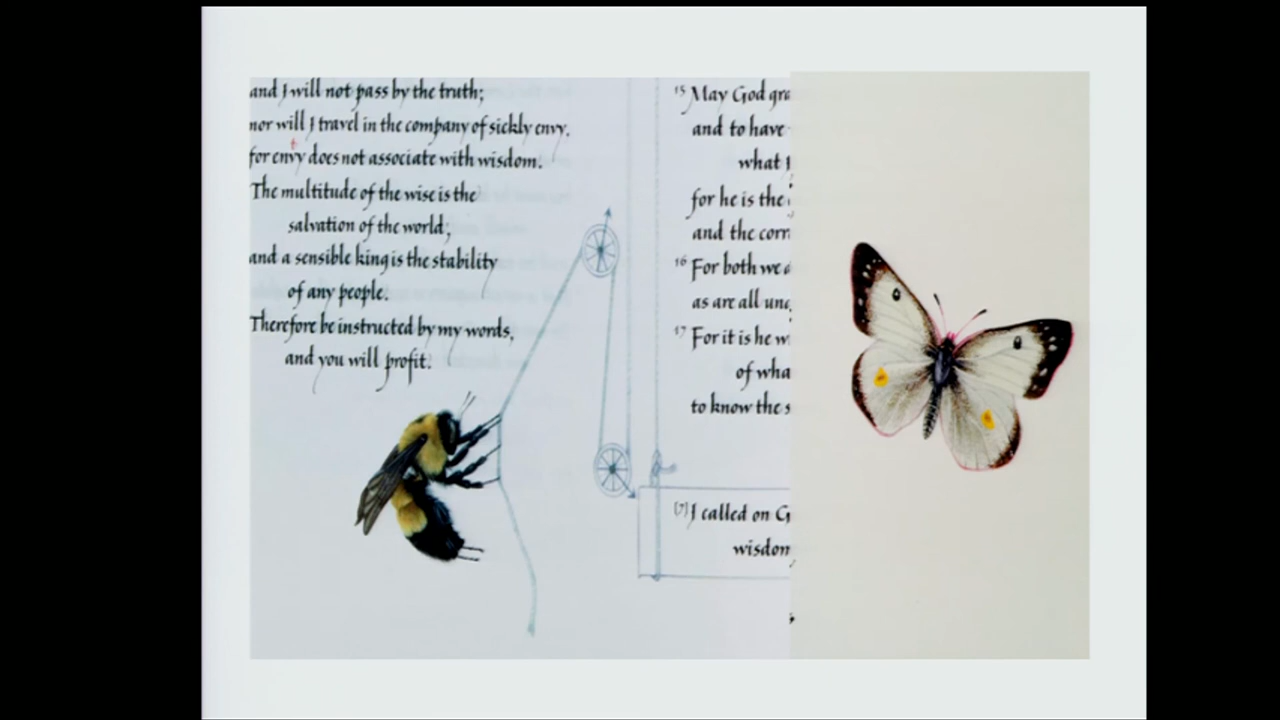 and I will not pass by the truth;
nor will I travel in the company of sickly envy,
for envy does not associate with wisdom.
The multitude of the wise is the
salvation of the world;
and a sensible king is the stability
of any people.
Therefore be instructed by my words,
and you will profit.
15 May God gra
and to have
what
for he is the
and the corr
16 For both we a
as are all und
17 For it is he w
of wha
to know the s
[7] I called on G
wisdom